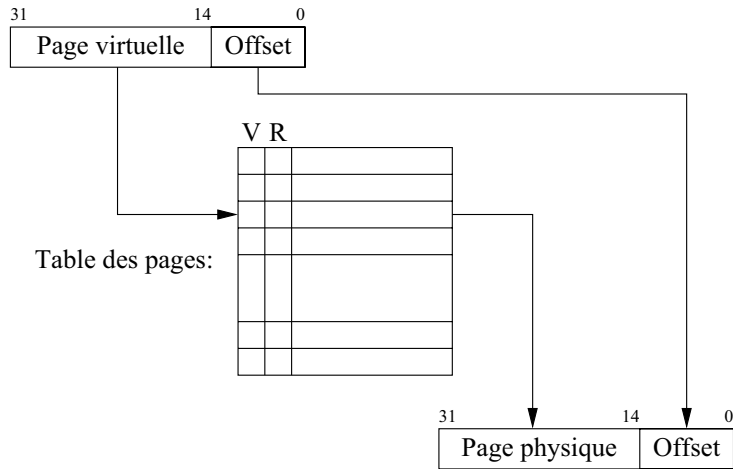 31 14 0
Page virtuelle Offset
V R
Table des pages:
31 14 0
Page physique Offset